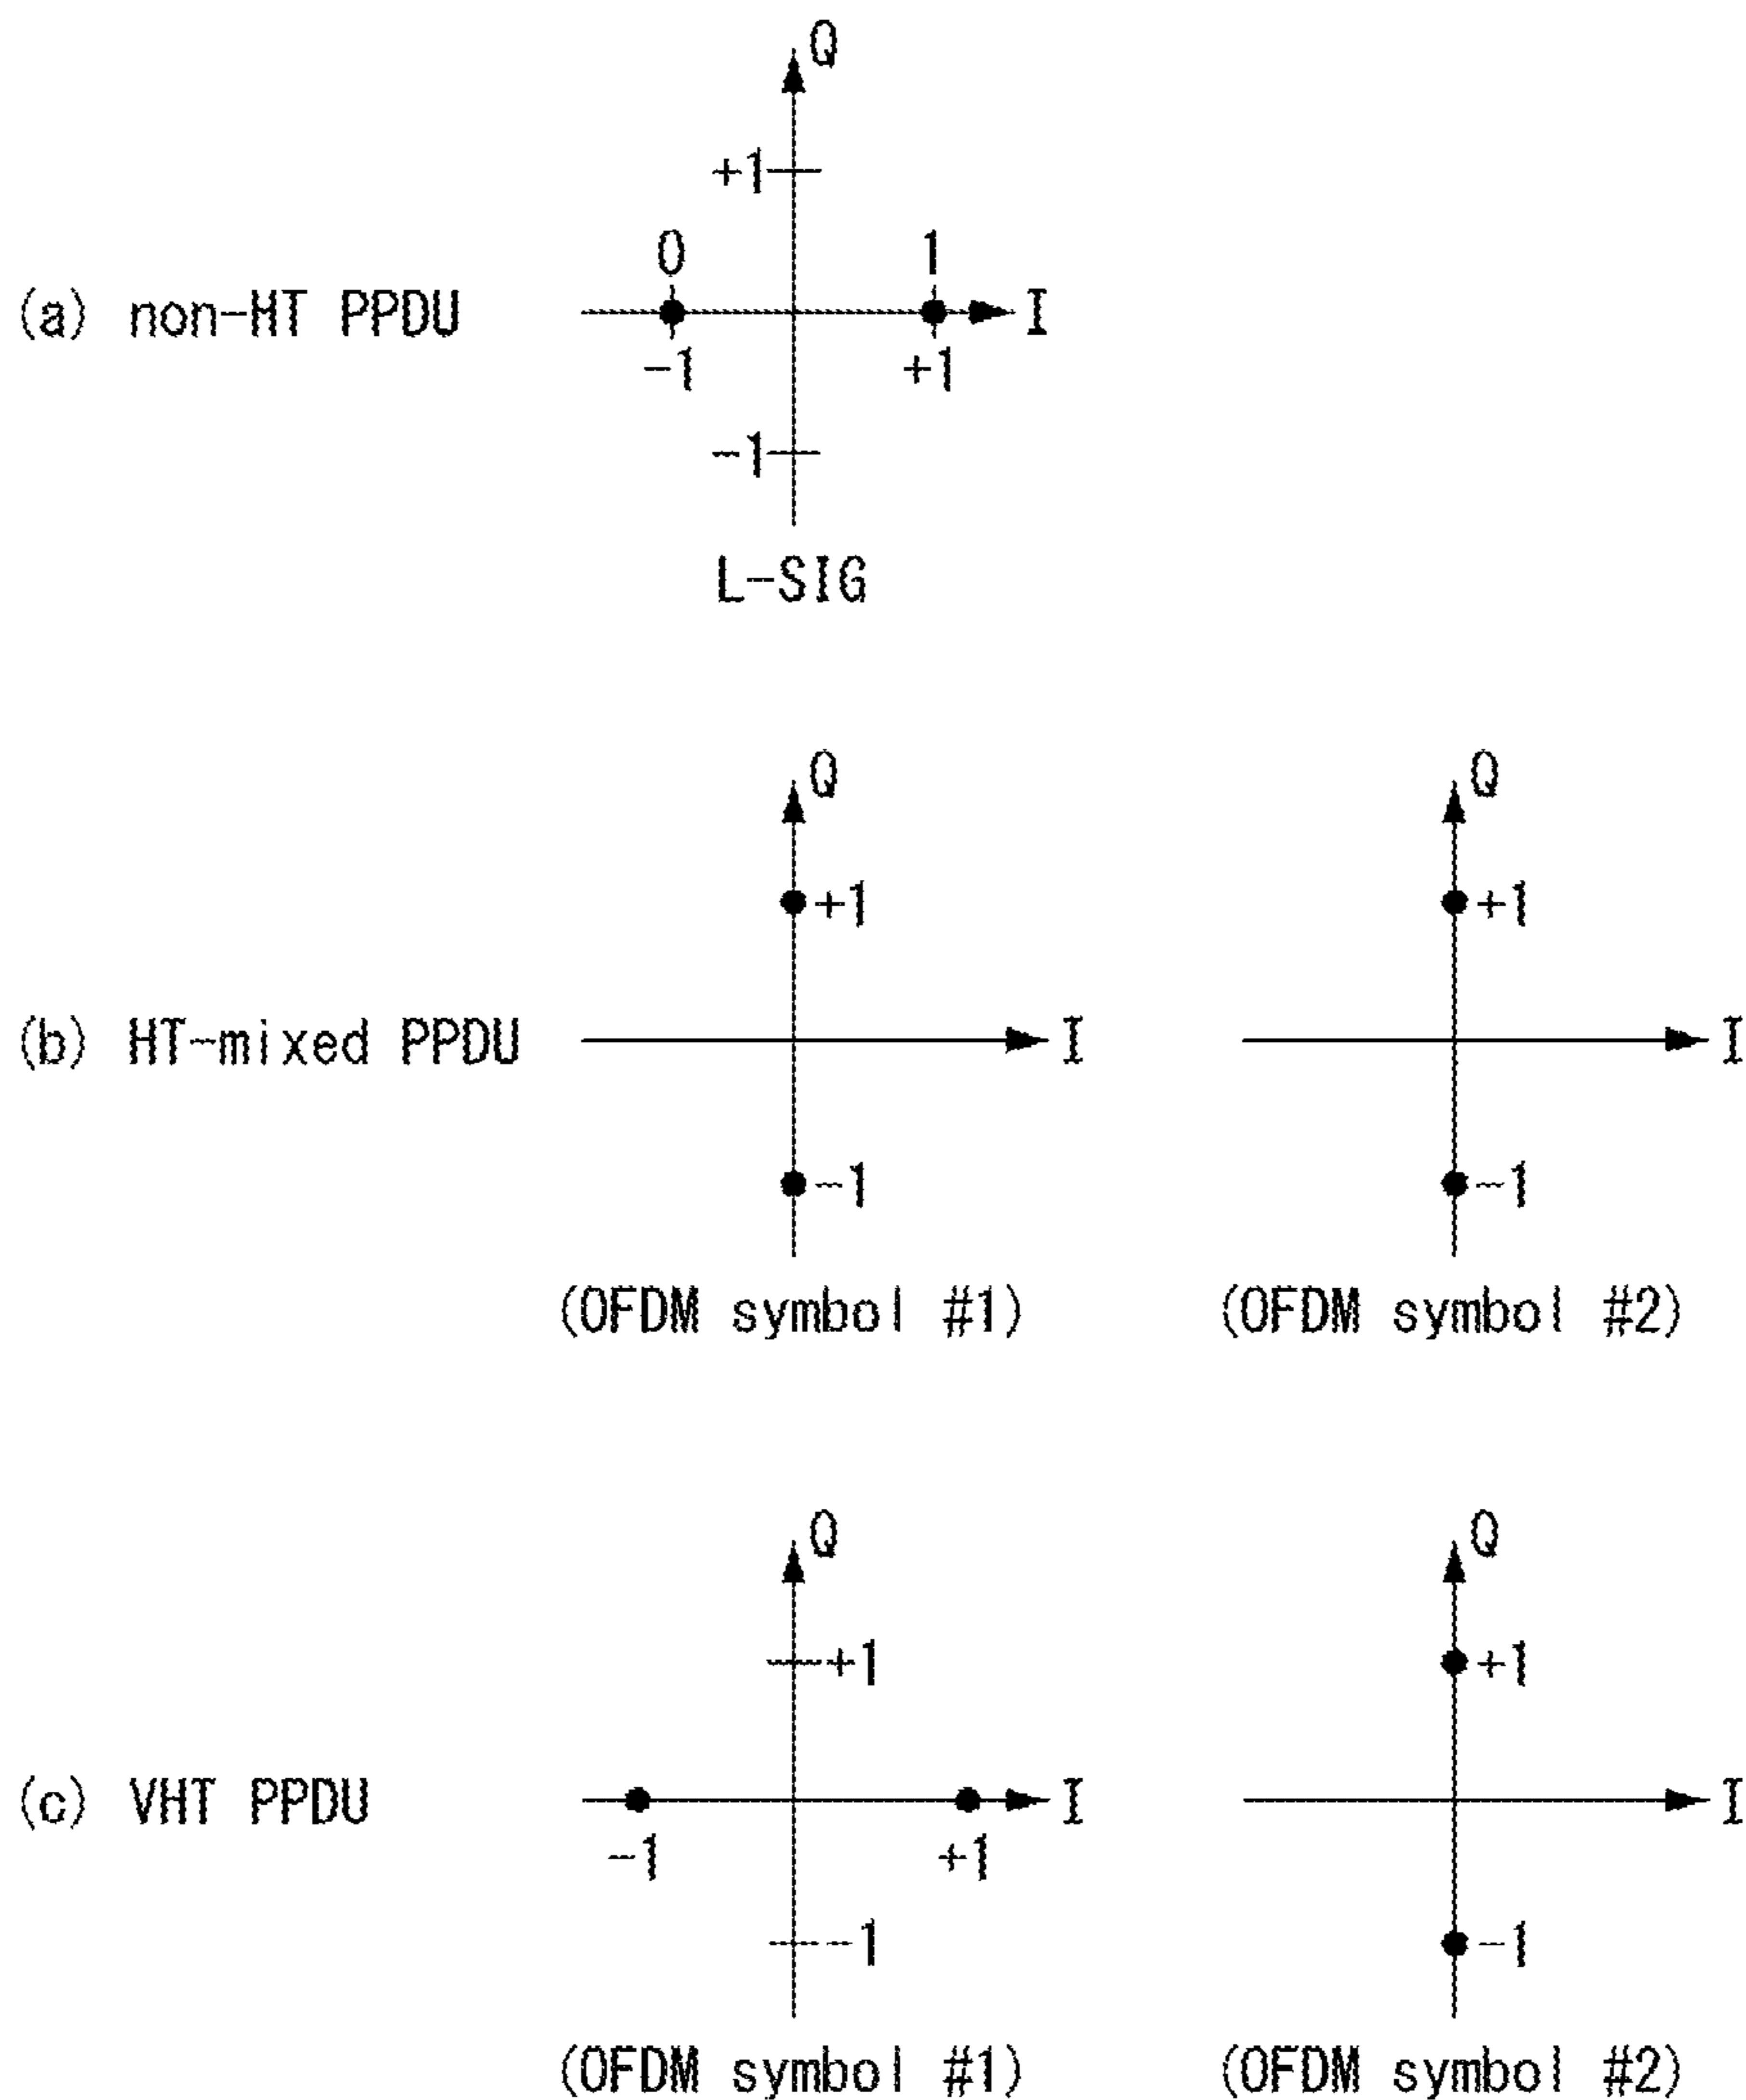 Q
+1
0 1
(a) non-HT PPDU I
-1 +1
-1
L-SIG
Q Q
+1 +1
(b) HT-mixed PPDU I I
-1 -1
(OFDM symbol #1) (OFDM symbol #2)
Q Q
+1 +1
(c) VHT PPDU I I
-1 +1
-1 -1
(OFDM symbol #1) (OFDM symbol #2)